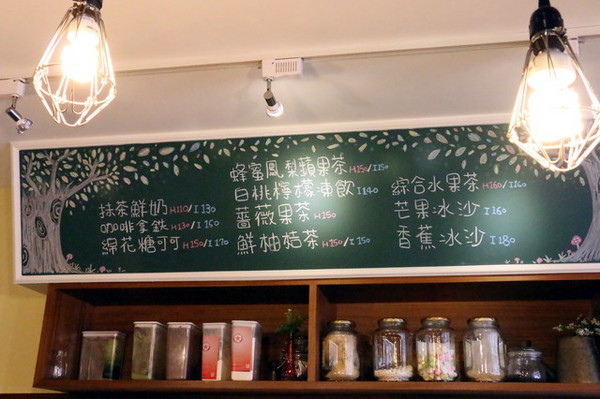 抹茶鮮奶 H110/I130
咖啡拿鉄 H130/I150
綿花糖可可 H150/I170
蜂蜜鳳梨蘋果茶 H150/I150
白桃檸檬凍飲 I140
薔薇果茶 H150
鮮柚桔茶 H150/I150
綜合水果茶 H160/I160
芒果冰沙 I160
香蕉冰沙 I180